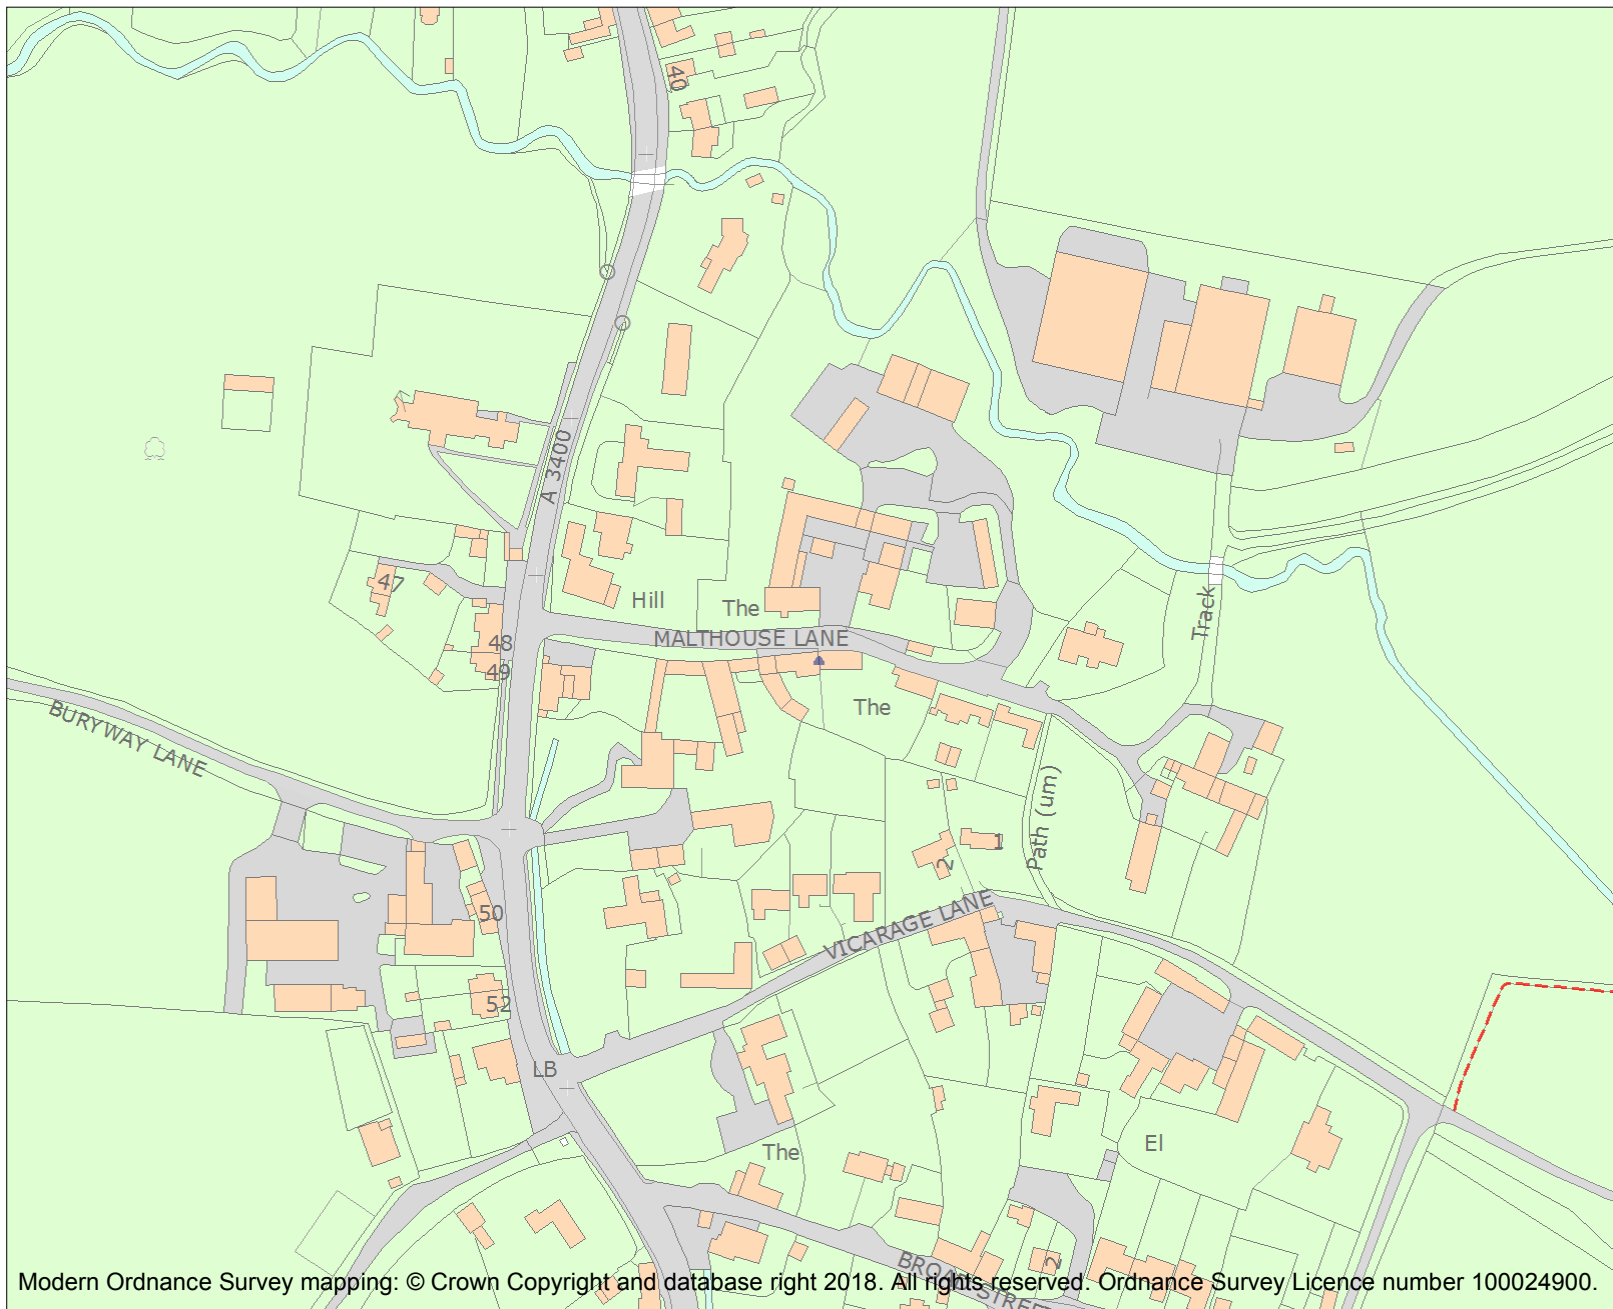 40
A 3400
47
Hill
The
MALTHOUSE LANE
Track
48
49
The
BURYWAY LANE
Path (um)
1
2
50
VICARAGE LANE
52
LB
The
El
2
BROAD STREET
Modern Ordnance Survey mapping: © Crown Copyright and database right 2018. All rights reserved. Ordnance Survey Licence number 100024900.